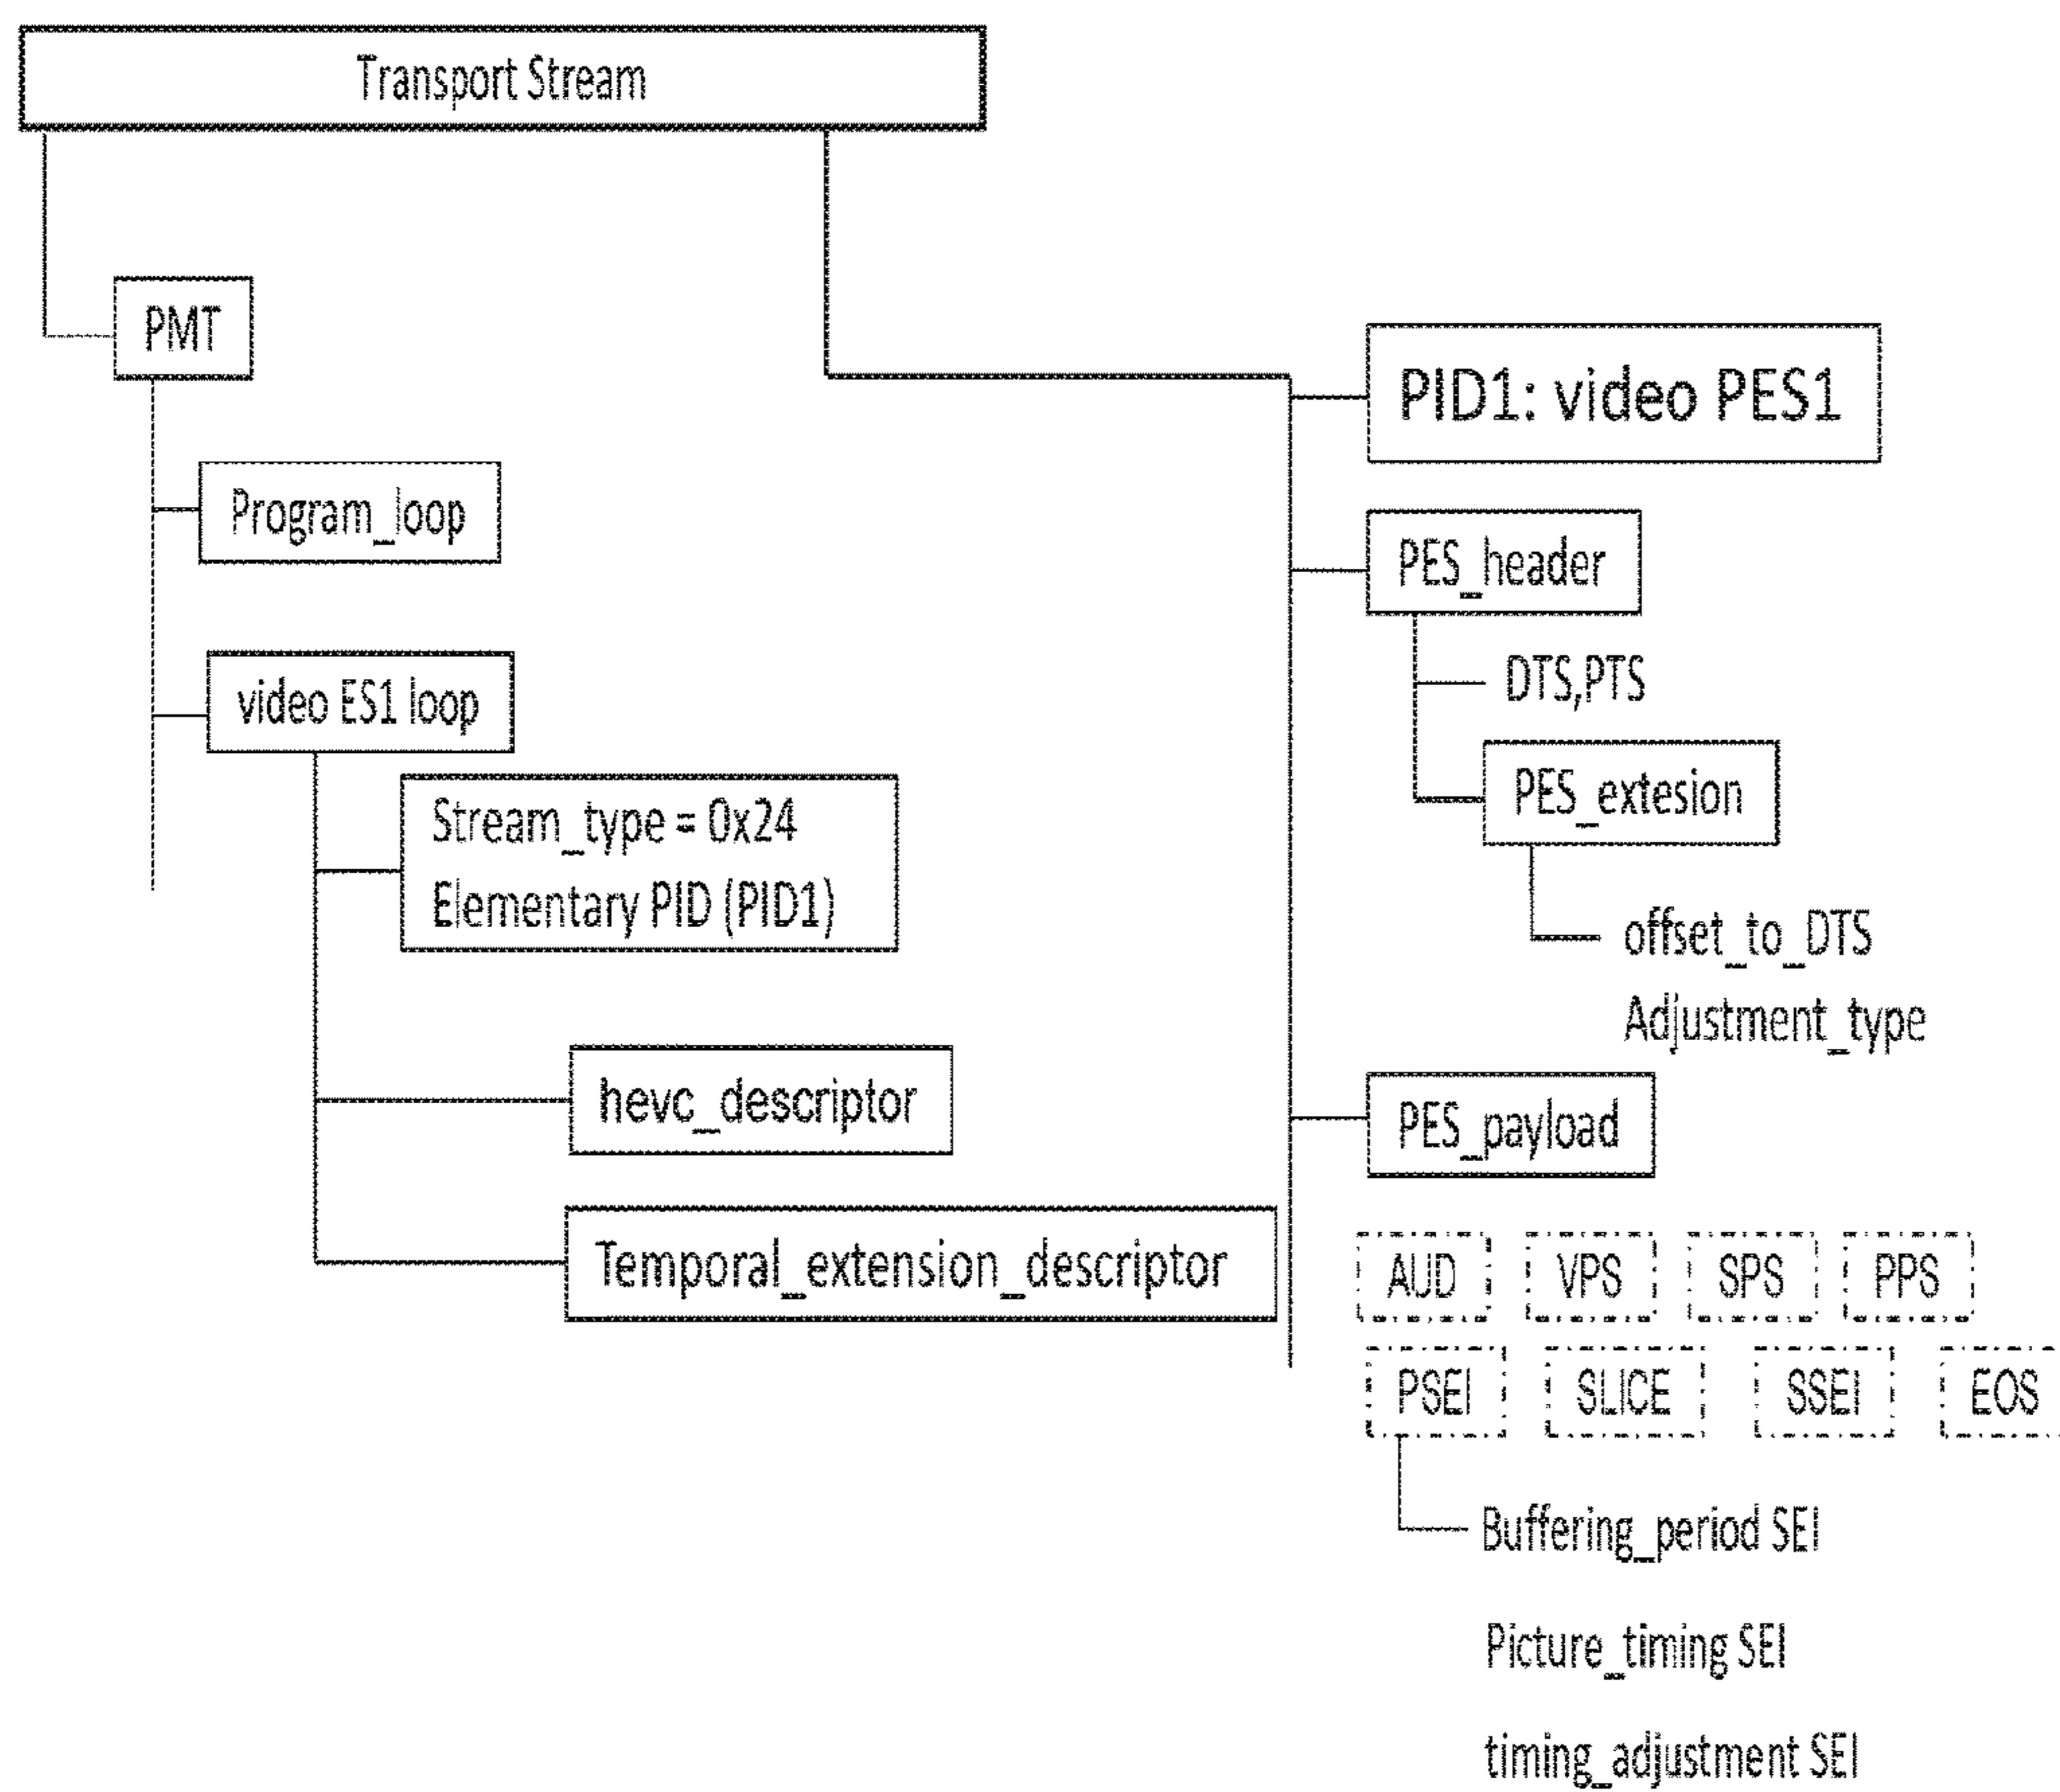 Transport Stream
PMT
Program_loop
video ES1 loop
Stream_type = 0x24
Elementary PID (PID1)
hevc_descriptor
Temporal_extension_descriptor
PID1: video PES1
PES_header
DTS,PTS
PES_extesion
offset_to_DTS
Adjustment_type
PES_payload
AUD VPS SPS PPS
PSEI SLICE SSEI EOS
Buffering_period SEI
Picture_timing SEI
timing_adjustment SEI